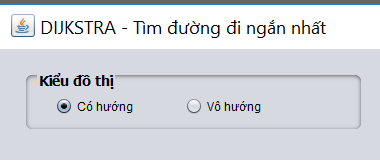 DIJKSTRA - Tìm đường đi ngắn nhất
Kiểu đồ thị
Có hướng Vô hướng